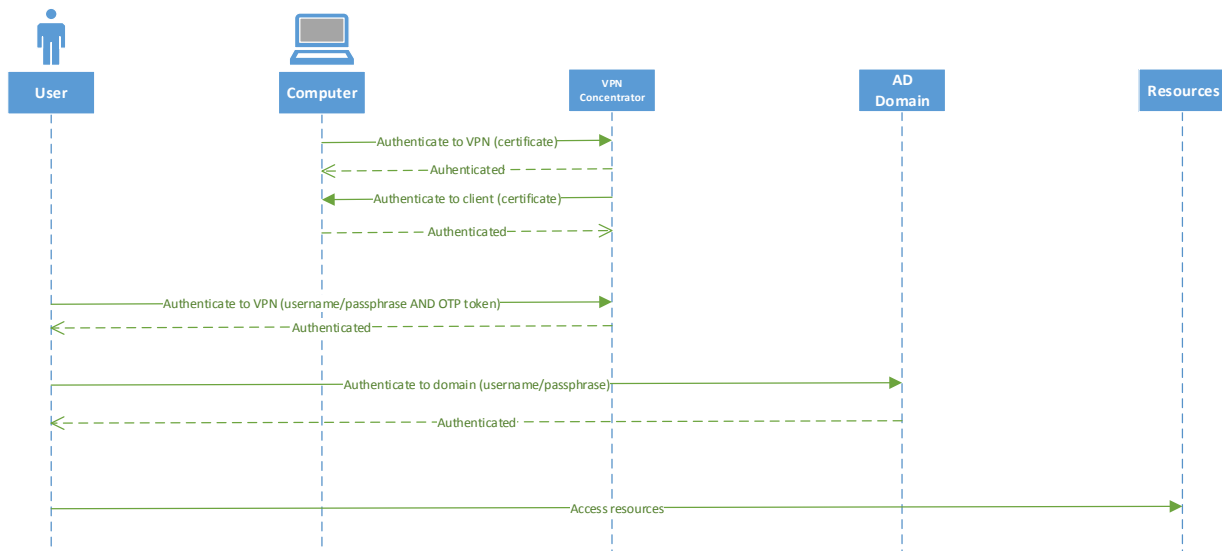 User
Computer
VPN
Concentrator
AD
Domain
Resources
Authenticate to VPN (certificate)
Auhenticated
Authenticate to client (certificate)
Authenticated
Authenticate to VPN (username/passphrase AND OTP token)
Authenticated
Authenticate to domain (username/passphrase)
Authenticated
Access resources